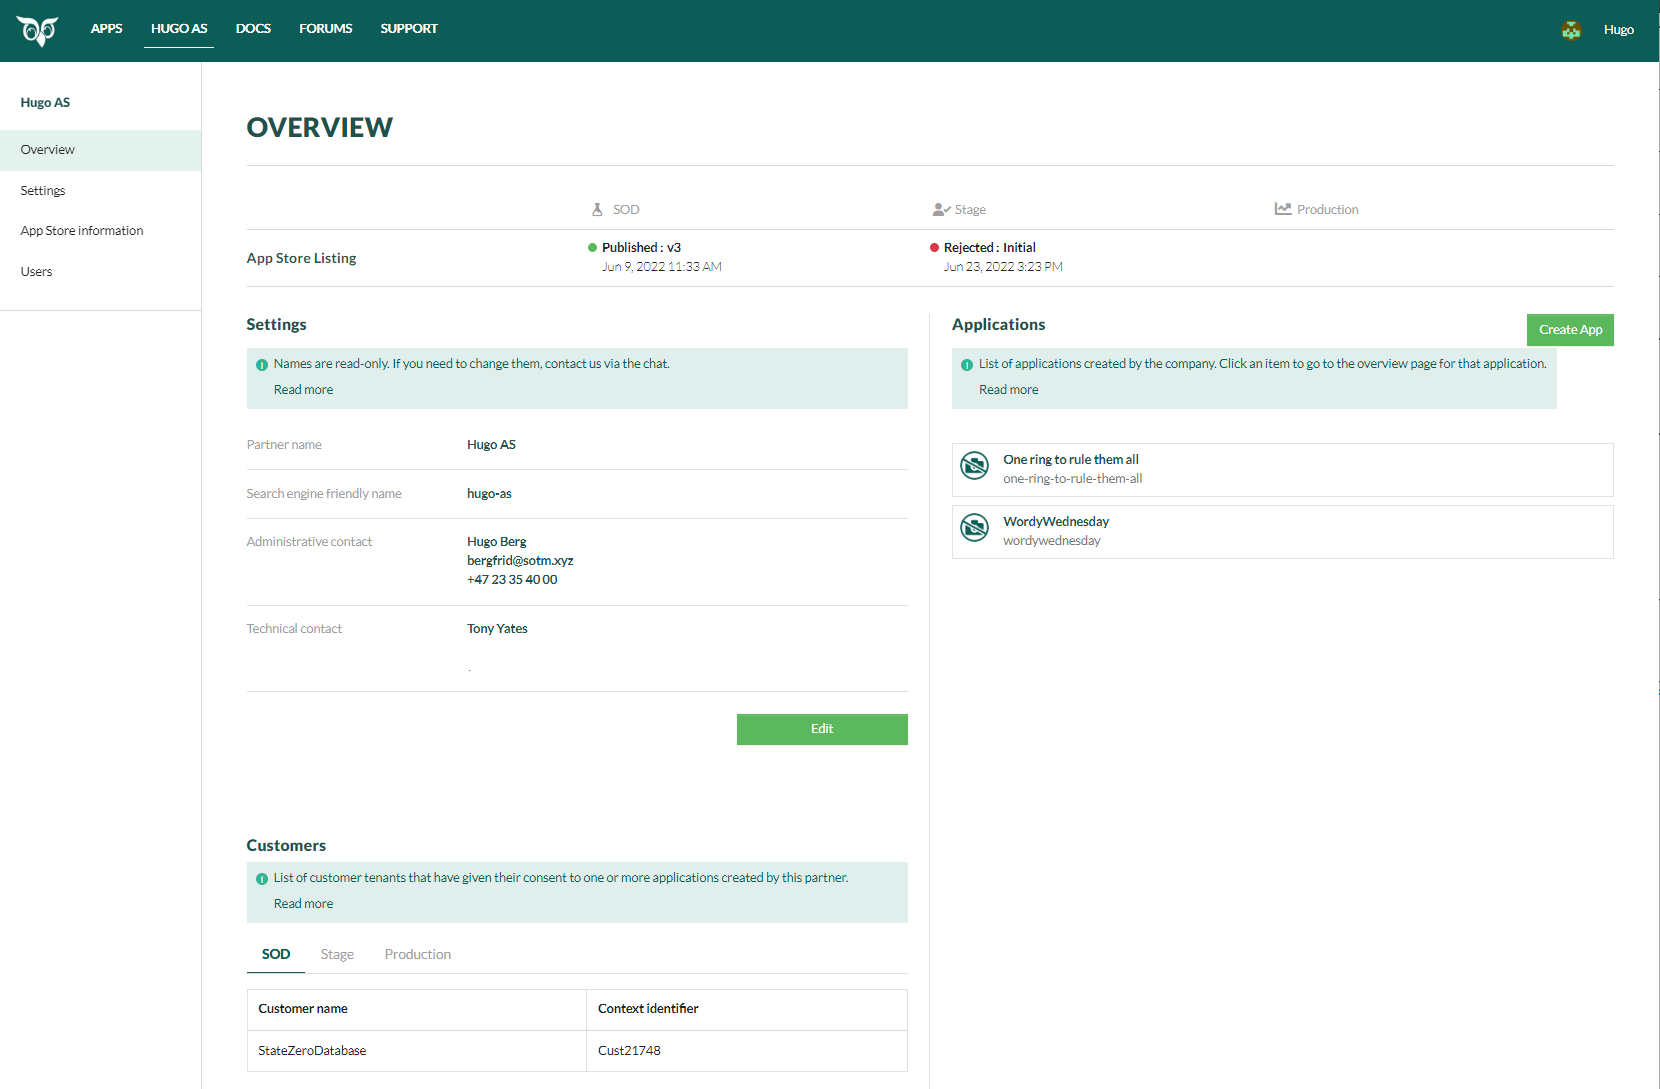 APPS HUGO AS DOCS FORUMS SUPPORT Hugo
Hugo AS
Overview
Settings
App Store information
Users
OVERVIEW
SOD Stage Production
App Store Listing
Published : v3
Jun 9, 2022 11:33 AM
Rejected : Initial
Jun 23, 2022 3:23 PM
Settings
Names are read-only. If you need to change them, contact us via the chat.
Read more
Partner name Hugo AS
Search engine friendly name hugo-as
Administrative contact Hugo Berg
bergfrid@sotm.xyz
+47 23 35 40 00
Technical contact Tony Yates
-
Edit
Customers
List of customer tenants that have given their consent to one or more applications created by this partner.
Read more
SOD Stage Production
Customer name Context identifier
StateZeroDatabase Cust21748
Applications
Create App
List of applications created by the company. Click an item to go to the overview page for that application.
Read more
One ring to rule them all
one-ring-to-rule-them-all
WordyWednesday
wordywednesday